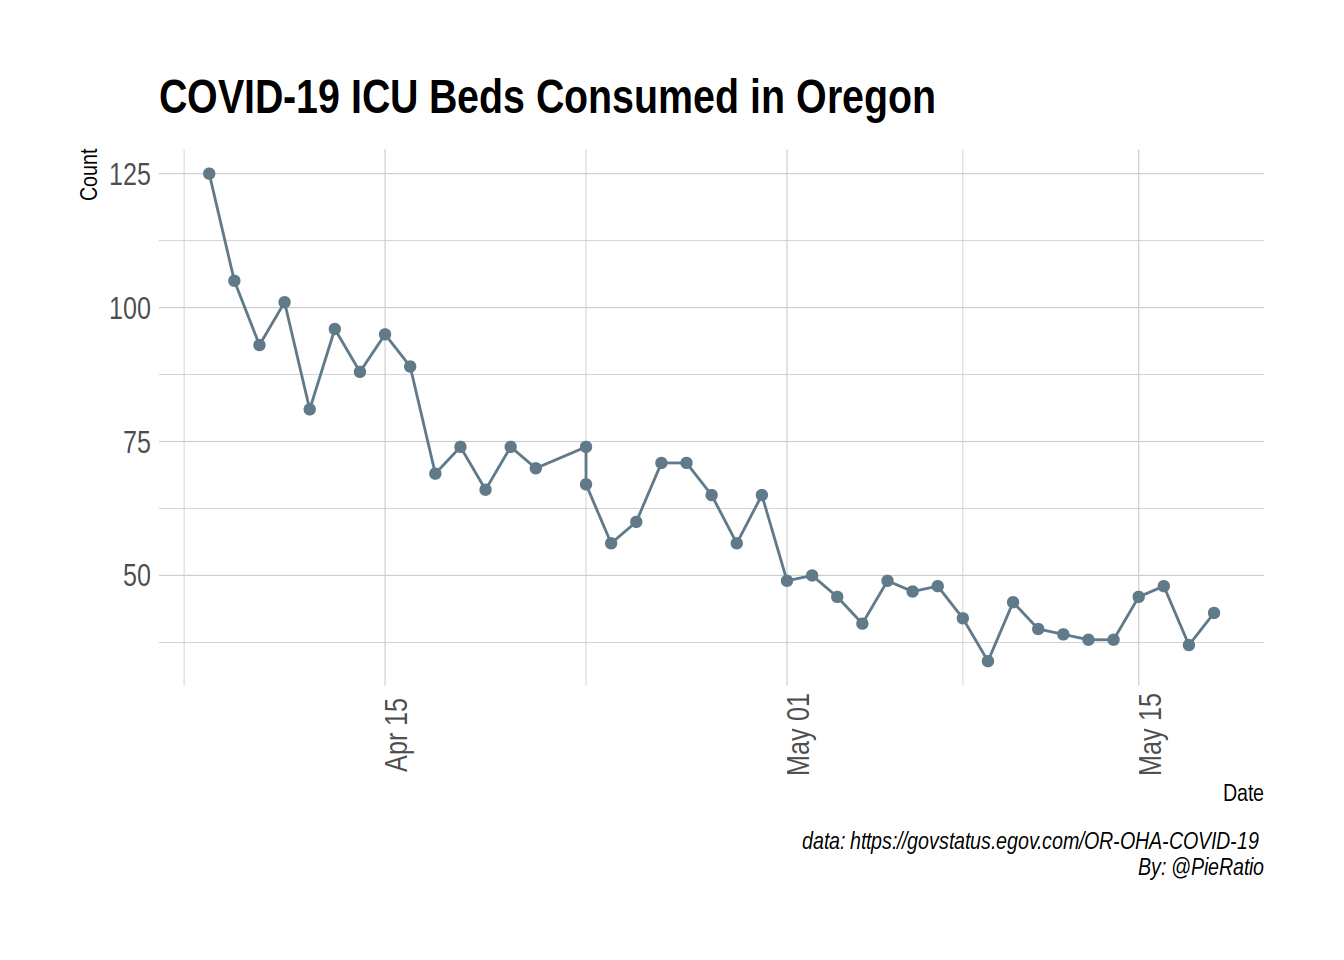 COVID-19 ICU Beds Consumed in Oregon
Count
125
100
75
50
Apr 15
May 01
May 15
Date
data: https://govstatus.egov.com/OR-OHA-COVID-19
By: @PieRatio